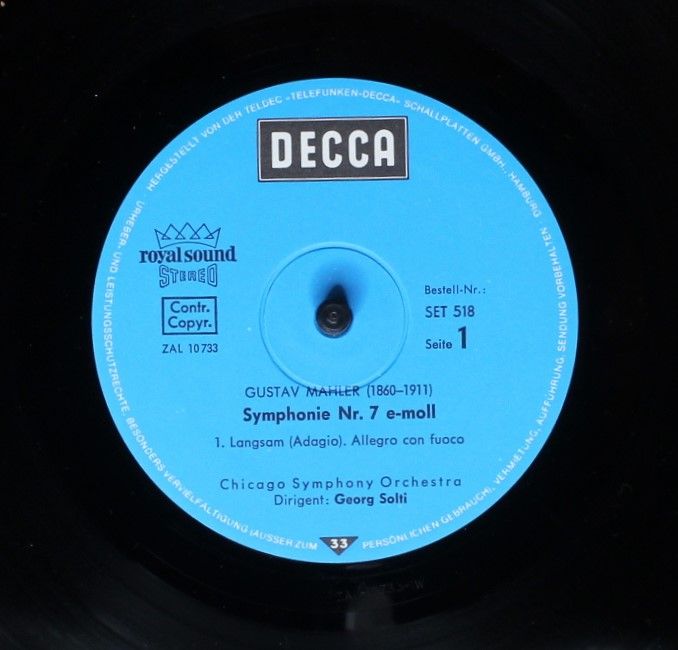 HERGESTELLT VON DER TELDEC »TELEFUNKEN-DECCA« SCHALLPLATTEN GMBH., HAMBURG
URHEBER- UND LEISTUNGSSCHUTZRECHTE, BESONDERS VERVIELFÄLTIGUNG (AUSSER ZUM PERSÖNLICHEN GEBRAUCH), VERMIETUNG, AUFFÜHRUNG, SENDUNG VORBEHALTEN.
DECCA
royal sound
STEREO
Contr.
Copyr.
ZAL 10 733
Bestell-Nr.:
SET 518
Seite 1
GUSTAV MAHLER (1860–1911)
Symphonie Nr. 7 e-moll
1. Langsam (Adagio). Allegro con fuoco
Chicago Symphony Orchestra
Dirigent: Georg Solti
33